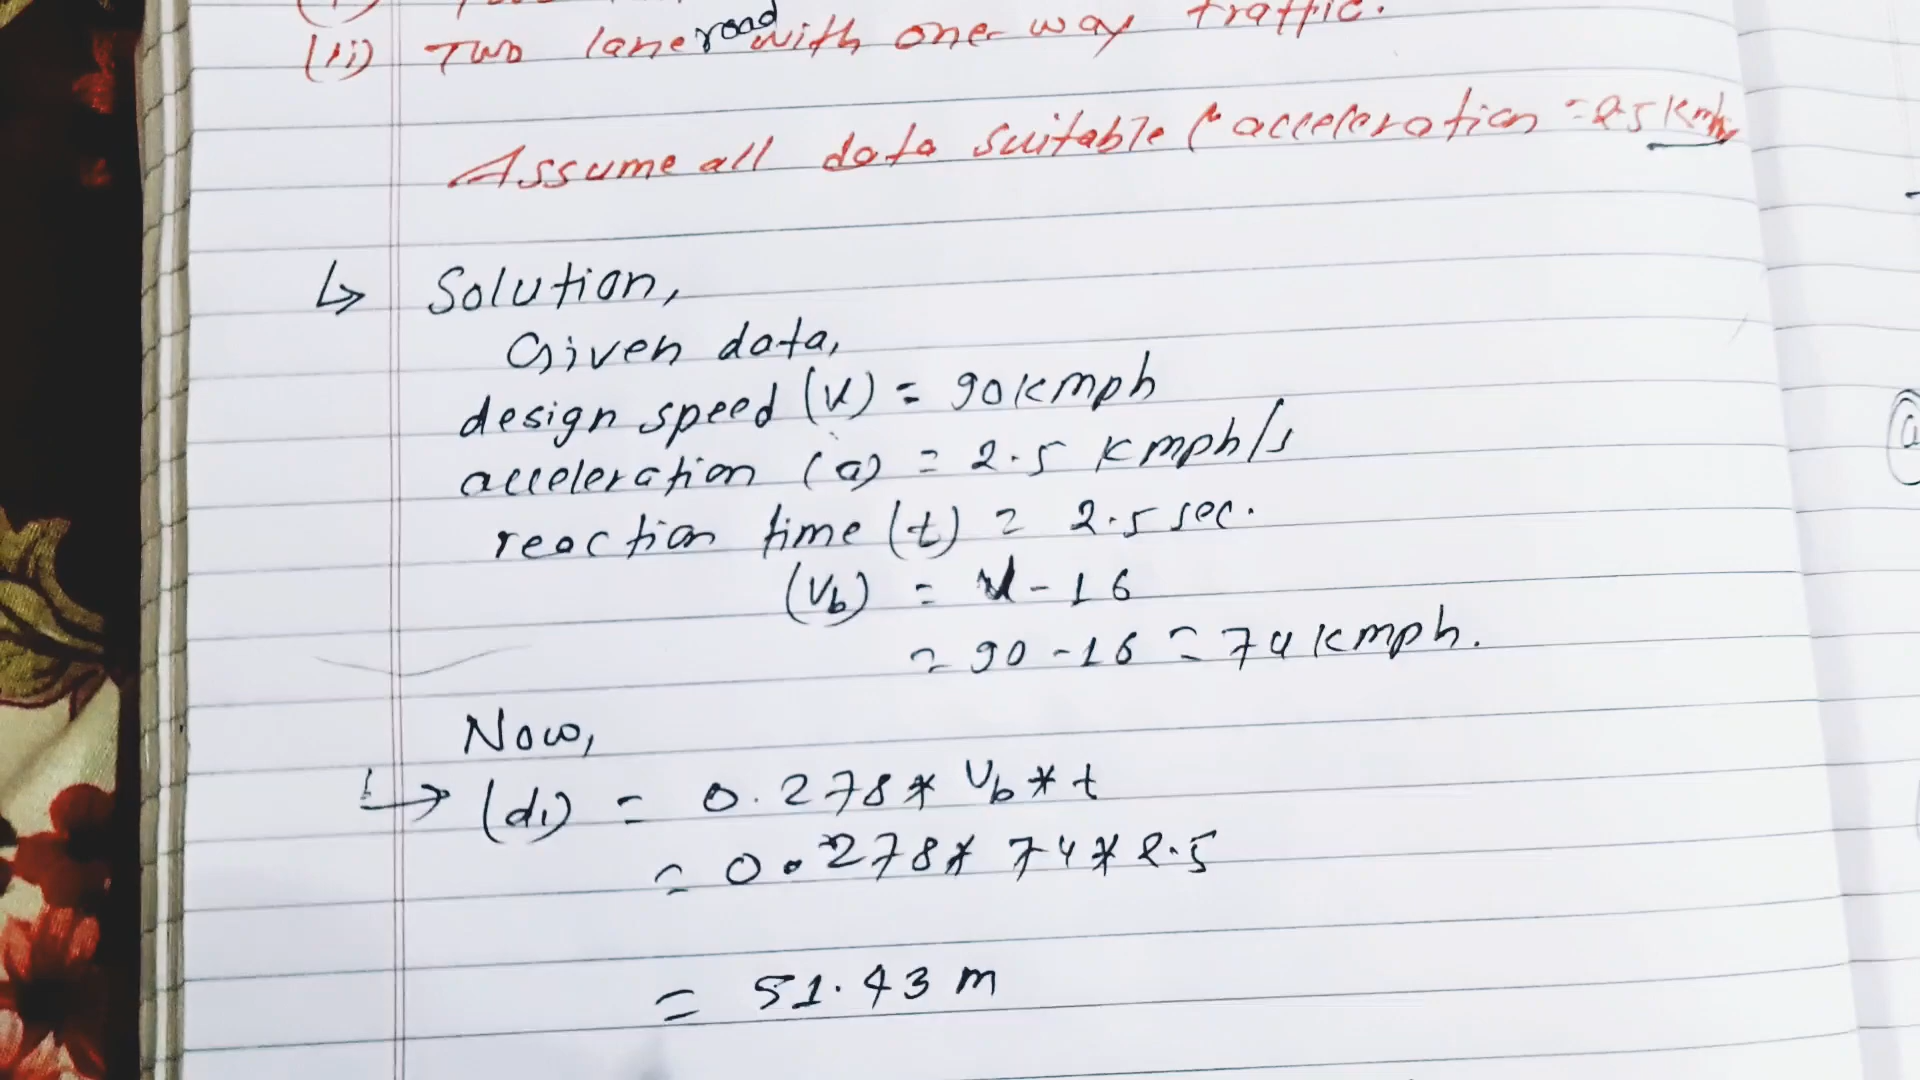 (ii) Two lane road with one way traffic.
Assume all data suitable ( acceleration = 2.5 kmph/s
↳ Solution,
Given data,
design speed (V) = 90 kmph
acceleration (a) = 2.5 kmph/s
reaction time (t) = 2.5 sec.
(Vb) = V - 16
= 90 - 16 = 74 kmph.
Now,
↳ (d1) = 0.278 * Vb * t
= 0.278 * 74 * 2.5
= 51.43 m